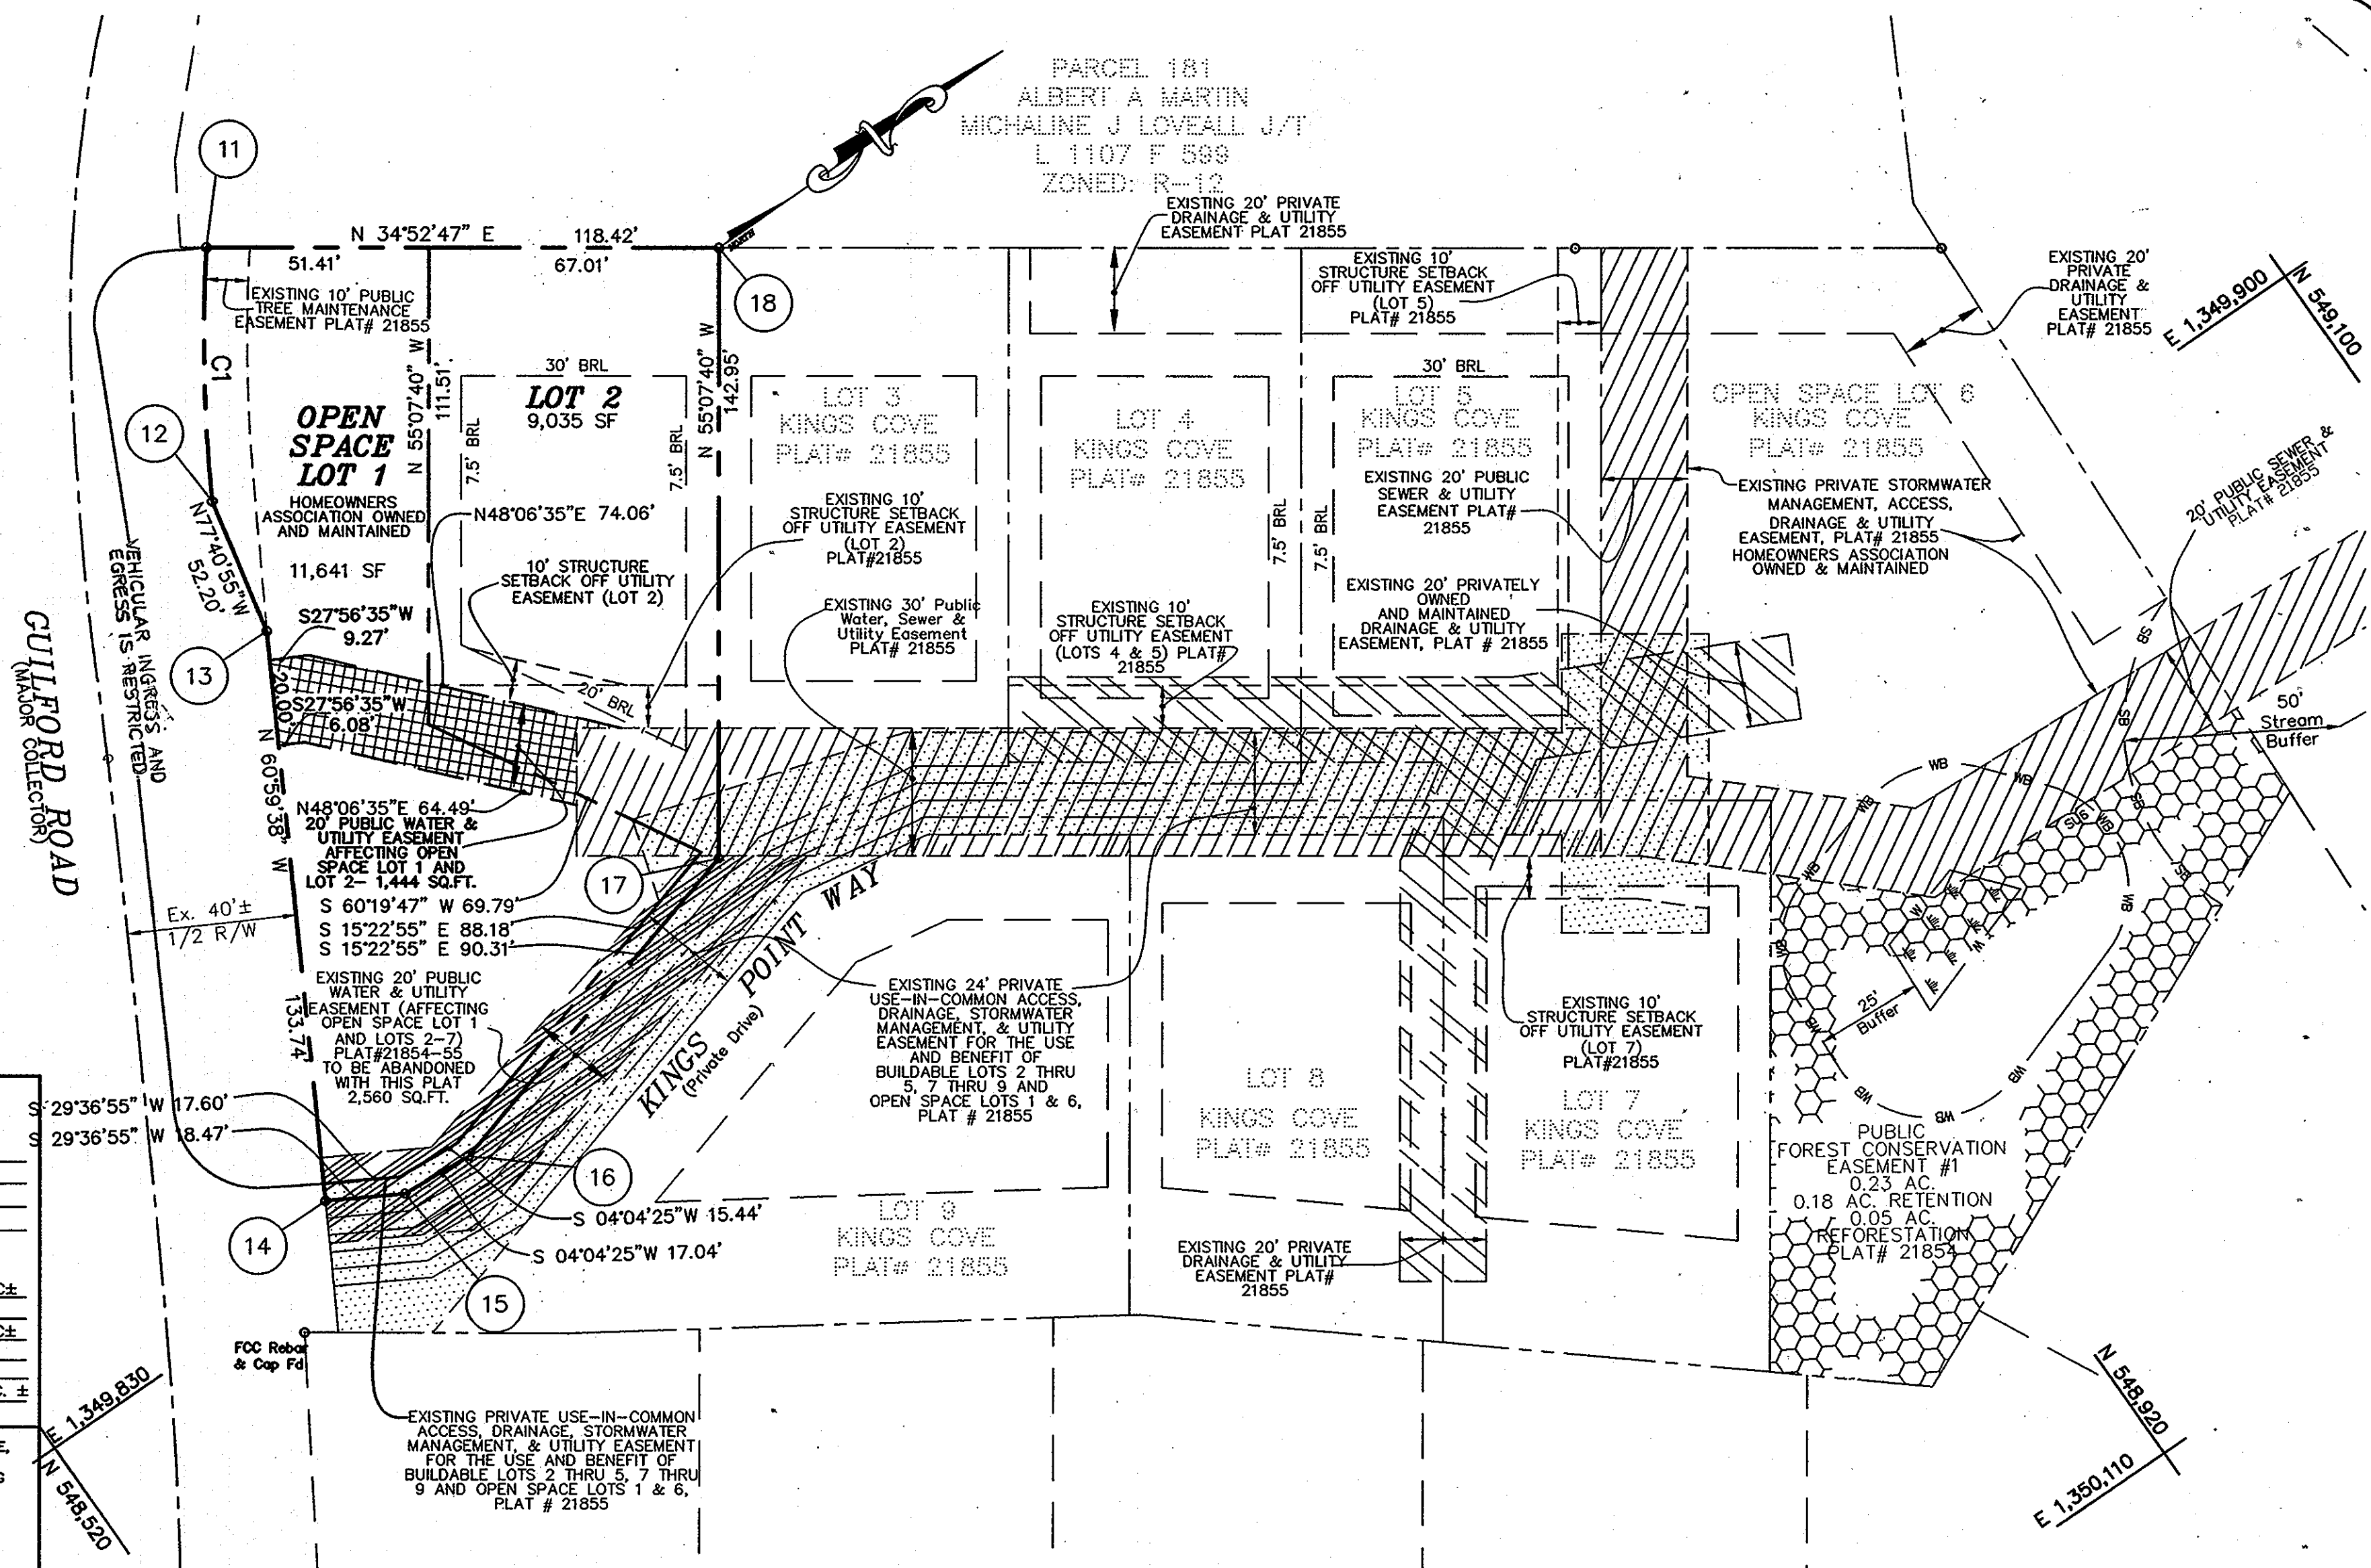 PARCEL 181
ALBERT A MARTIN
MICHALINE J LOVEALL J/T
L 1107 F 599
ZONED: R-12
NORTH
11
N 34°52'47" E
118.42'
51.41'
67.01'
18
EXISTING 10' PUBLIC
TREE MAINTENANCE
EASEMENT PLAT# 21855
C1
12
N77°40'55"W
52.20'
13
OPEN
SPACE
LOT 1
HOMEOWNERS
ASSOCIATION OWNED
AND MAINTAINED
11,641 SF
N 55°07'40" W
111.51'
30' BRL
LOT 2
9,035 SF
7.5' BRL
7.5' BRL
N 55°07'40" W
142.95'
N48°06'35"E 74.06'
10' STRUCTURE
SETBACK OFF UTILITY
EASEMENT (LOT 2)
20' BRL
S27°56'35"W
9.27'
20.00'
S27°56'35"W
6.08'
LOT 3
KINGS COVE
PLAT# 21855
EXISTING 10'
STRUCTURE SETBACK
OFF UTILITY EASEMENT
(LOT 2)
PLAT#21855
EXISTING 30' Public
Water, Sewer &
Utility Easement
PLAT# 21855
EXISTING 20' PRIVATE
DRAINAGE & UTILITY
EASEMENT PLAT 21855
LOT 4
KINGS COVE
PLAT# 21855
7.5' BRL
7.5' BRL
EXISTING 10'
STRUCTURE SETBACK
OFF UTILITY EASEMENT
(LOTS 4 & 5) PLAT#
21855
EXISTING 10'
STRUCTURE SETBACK
OFF UTILITY EASEMENT
(LOT 5)
PLAT# 21855
30' BRL
LOT 5
KINGS COVE
PLAT# 21855
EXISTING 20' PUBLIC
SEWER & UTILITY
EASEMENT PLAT#
21855
EXISTING 20' PRIVATELY
OWNED
AND MAINTAINED
DRAINAGE & UTILITY
EASEMENT, PLAT # 21855
OPEN SPACE LOT 6
KINGS COVE
PLAT# 21855
EXISTING PRIVATE STORMWATER
MANAGEMENT, ACCESS,
DRAINAGE & UTILITY
EASEMENT, PLAT# 21855
HOMEOWNERS ASSOCIATION
OWNED & MAINTAINED
EXISTING 20'
PRIVATE
DRAINAGE &
UTILITY
EASEMENT
PLAT# 21855
E 1,349,900
N 549,100
20' PUBLIC SEWER &
UTILITY EASEMENT
PLAT# 21855
50'
Stream
Buffer
SB
SB
SB
SB
WB
WB
WB
WB
WB
WB
WB
WB
WB
WB
WB
WB
W
W
25'
Buffer
GUILFORD ROAD
(MAJOR COLLECTOR)
VEHICULAR INGRESS AND
EGRESS IS RESTRICTED
N 60°59'38" W
133.74'
Ex. 40'±
1/2 R/W
N48°06'35"E 64.49'
20' PUBLIC WATER &
UTILITY EASEMENT
AFFECTING OPEN
SPACE LOT 1 AND
LOT 2- 1,444 SQ.FT.
S 60°19'47" W 69.79'
S 15°22'55" E 88.18'
S 15°22'55" E 90.31'
17
EXISTING 20' PUBLIC
WATER & UTILITY
EASEMENT (AFFECTING
OPEN SPACE LOT 1
AND LOTS 2-7)
PLAT#21854-55
TO BE ABANDONED
WITH THIS PLAT
2,560 SQ.FT.
S 29°36'55" W 17.60'
S 29°36'55" W 18.47'
14
15
16
S 04°04'25"W 15.44'
S 04°04'25"W 17.04'
KINGS POINT WAY
(Private Drive)
EXISTING 24' PRIVATE
USE-IN-COMMON ACCESS,
DRAINAGE, STORMWATER
MANAGEMENT, & UTILITY
EASEMENT FOR THE USE
AND BENEFIT OF
BUILDABLE LOTS 2 THRU
5, 7 THRU 9 AND
OPEN SPACE LOTS 1 & 6,
PLAT # 21855
LOT 9
KINGS COVE
PLAT# 21855
LOT 8
KINGS COVE
PLAT# 21855
EXISTING 20' PRIVATE
DRAINAGE & UTILITY
EASEMENT PLAT#
21855
EXISTING 10'
STRUCTURE SETBACK
OFF UTILITY EASEMENT
(LOT 7)
PLAT#21855
LOT 7
KINGS COVE
PLAT# 21855
PUBLIC
FOREST CONSERVATION
EASEMENT #1
0.23 AC.
0.18 AC. RETENTION
0.05 AC.
REFORESTATION
PLAT# 21854
FCC Rebar
& Cap Fd
EXISTING PRIVATE USE-IN-COMMON
ACCESS, DRAINAGE, STORMWATER
MANAGEMENT, & UTILITY EASEMENT
FOR THE USE AND BENEFIT OF
BUILDABLE LOTS 2 THRU 5, 7 THRU
9 AND OPEN SPACE LOTS 1 & 6,
PLAT # 21855
E 1,349,830
N 548,520
N 548,920
E 1,350,110